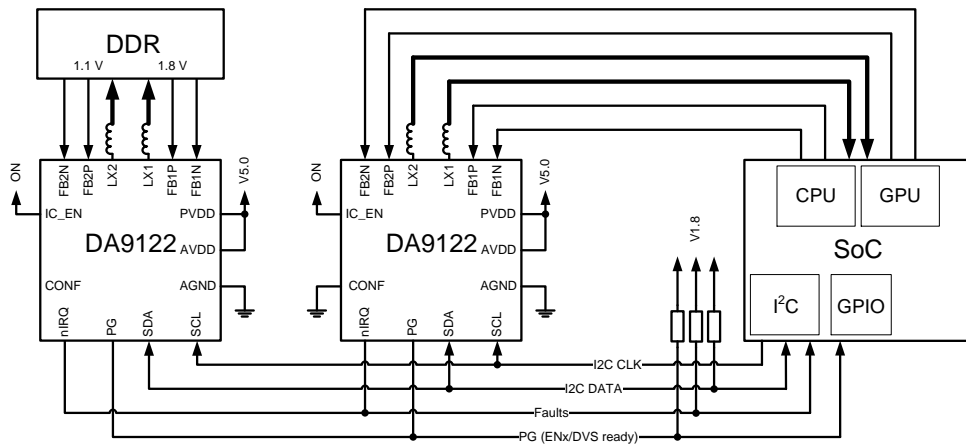 DDR
1.1 V 1.8 V
ON
FB2N
FB2P
LX2
LX1
FB1P
FB1N
V5.0
IC_EN
PVDD
DA9122
AVDD
CONF
AGND
nIRQ
PG
SDA
SCL
ON
FB2N
FB2P
LX2
LX1
FB1P
FB1N
V5.0
IC_EN
PVDD
DA9122
AVDD
CONF
AGND
nIRQ
PG
SDA
SCL
V1.8
CPU
GPU
SoC
I²C
GPIO
I2C CLK
I2C DATA
Faults
PG (ENx/DVS ready)